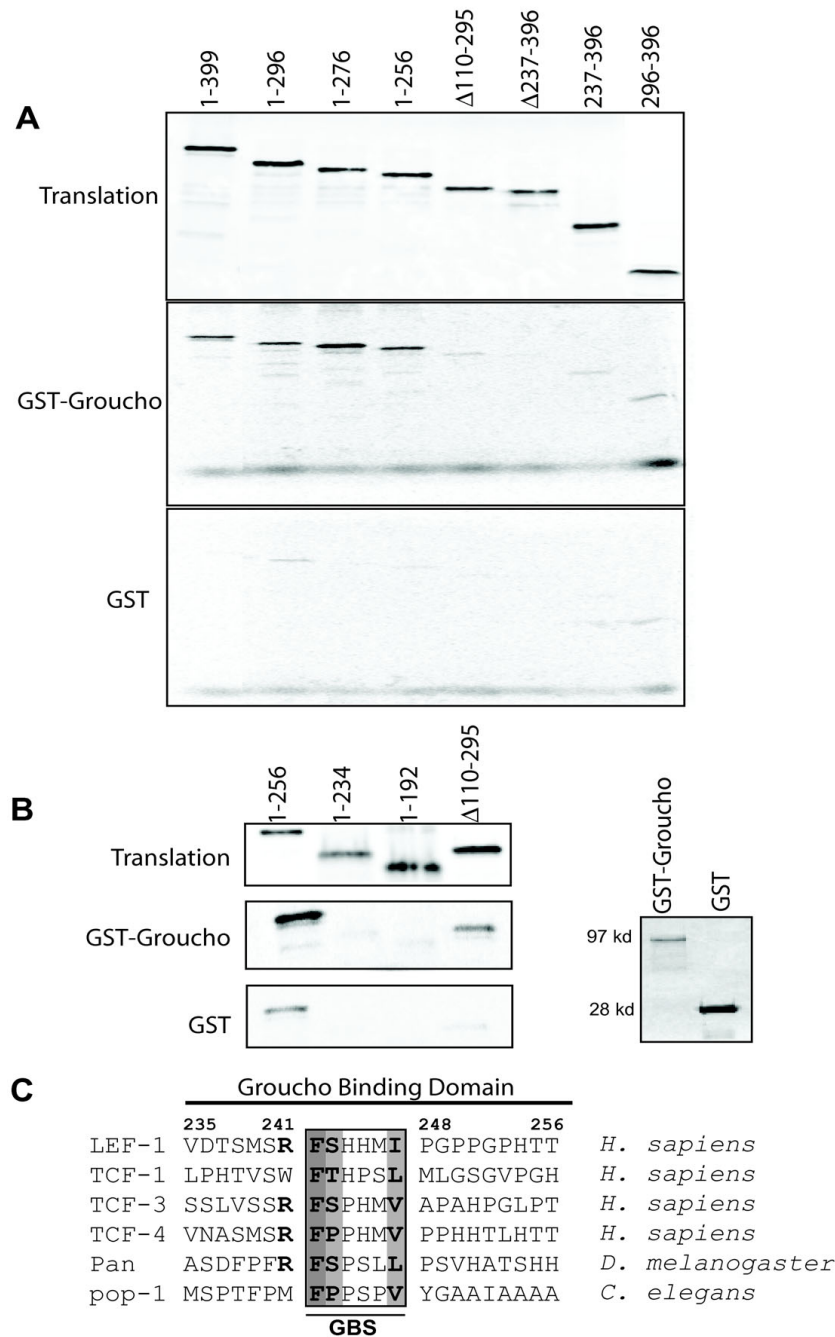 1-399 1-296 1-276 1-256 Δ110-295 Δ237-396 237-396 296-396
A
Translation
GST-Groucho
GST
B
1-256 1-234 1-192 Δ110-295
Translation
GST-Groucho
GST
GST-Groucho GST
97 kd
28 kd
C
Groucho Binding Domain
235 241 248 256
LEF-1 VDTSMSR FSHHMI PGPPGPHTT H. sapiens
TCF-1 LPHTVSW FTHPSL MLGSGVPGH H. sapiens
TCF-3 SSLVSSR FSPHMV APAHPGLPT H. sapiens
TCF-4 VNASMSR FPPHMV PPHHTLHTT H. sapiens
Pan ASDFPFR FSPSLL PSVHATSHH D. melanogaster
pop-1 MSPTFPM FPPSPV YGAAIAAAA C. elegans
GBS